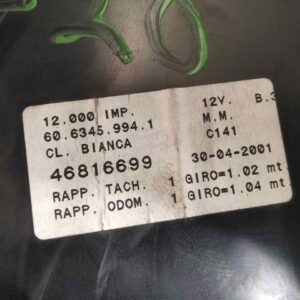 30
12.000 IMP. 12V. B.3
60.6345.994.1 M.M.
CL. BIANCA C141
46816699 30-04-2001
RAPP. TACH. 1 GIRO=1.02 mt
RAPP. ODOM. 1 GIRO=1.04 mt